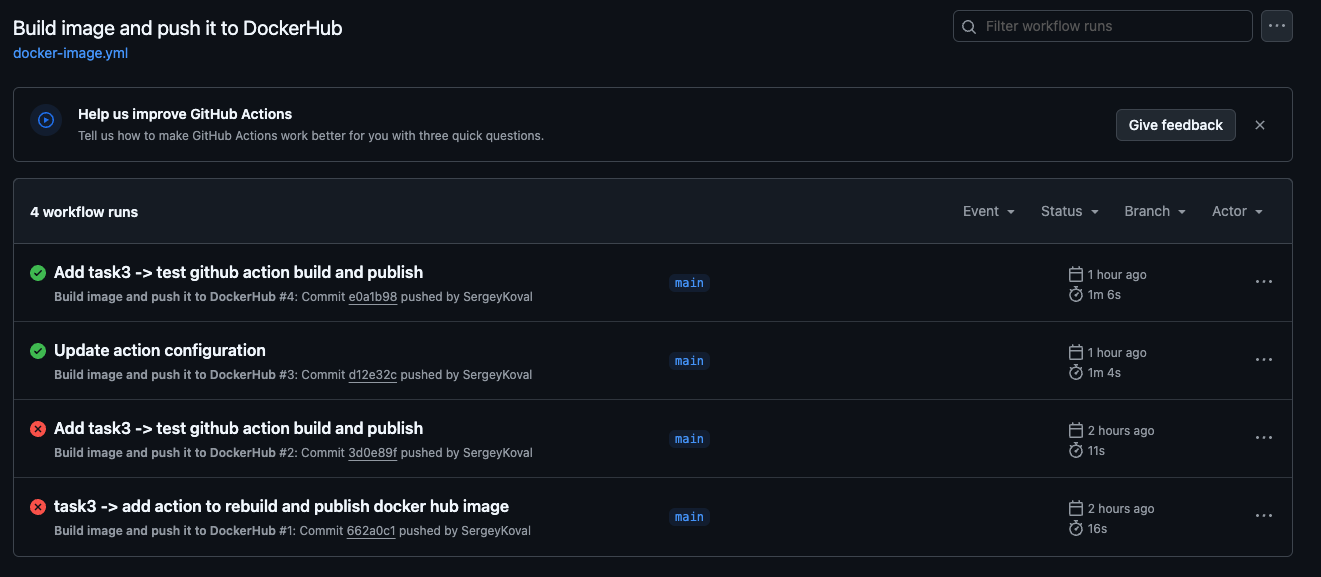 Build image and push it to DockerHub
Filter workflow runs
docker-image.yml
Help us improve GitHub Actions
Tell us how to make GitHub Actions work better for you with three quick questions.
Give feedback
4 workflow runs
Event Status Branch Actor
Add task3 -> test github action build and publish
Build image and push it to DockerHub #4: Commit e0a1b98 pushed by SergeyKoval
main
1 hour ago
1m 6s
Update action configuration
Build image and push it to DockerHub #3: Commit d12e32c pushed by SergeyKoval
main
1 hour ago
1m 4s
Add task3 -> test github action build and publish
Build image and push it to DockerHub #2: Commit 3d0e89f pushed by SergeyKoval
main
2 hours ago
11s
task3 -> add action to rebuild and publish docker hub image
Build image and push it to DockerHub #1: Commit 662a0c1 pushed by SergeyKoval
main
2 hours ago
16s